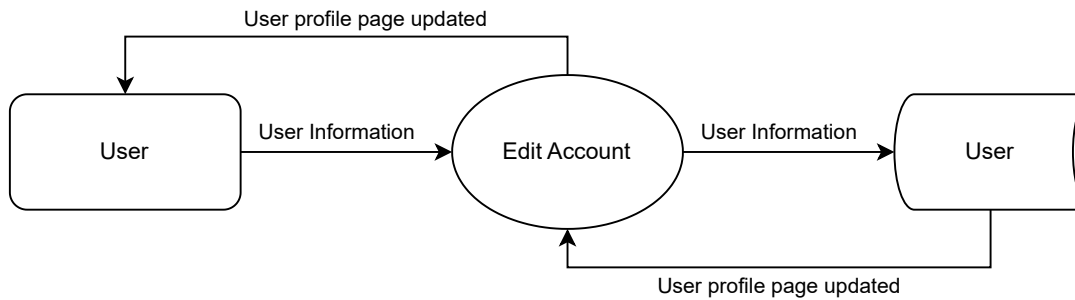 User profile page updated
User
User Information
Edit Account
User Information
User
User profile page updated